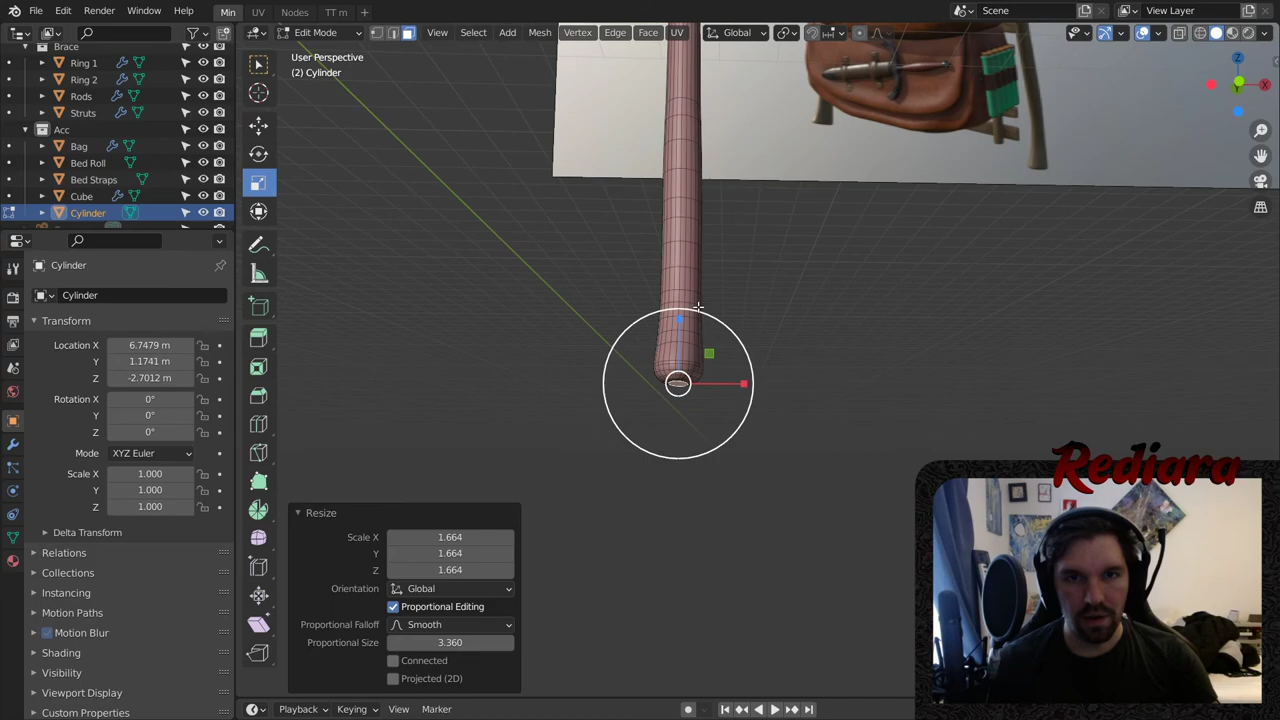 File Edit Render Window Help Min UV Nodes TT m + Scene View Layer
Edit Mode View Select Add Mesh Vertex Edge Face UV Global
Brace
Ring 1
Ring 2
Rods
Struts
Acc
Bag
Bed Roll
Bed Straps
Cube
Cylinder
User Perspective
(2) Cylinder
Z
X
Y
Cylinder
Cylinder
Transform
Location X 6.7479 m
Y 1.1741 m
Z -2.7012 m
Rotation X 0°
Y 0°
Z 0°
Mode XYZ Euler
Scale X 1.000
Y 1.000
Z 1.000
Delta Transform
Relations
Collections
Instancing
Motion Paths
Motion Blur
Shading
Visibility
Viewport Display
Custom Properties
Resize
Scale X 1.664
Y 1.664
Z 1.664
Orientation Global
Proportional Editing
Proportional Falloff Smooth
Proportional Size 3.360
Connected
Projected (2D)
Rediara
Playback Keying View Marker